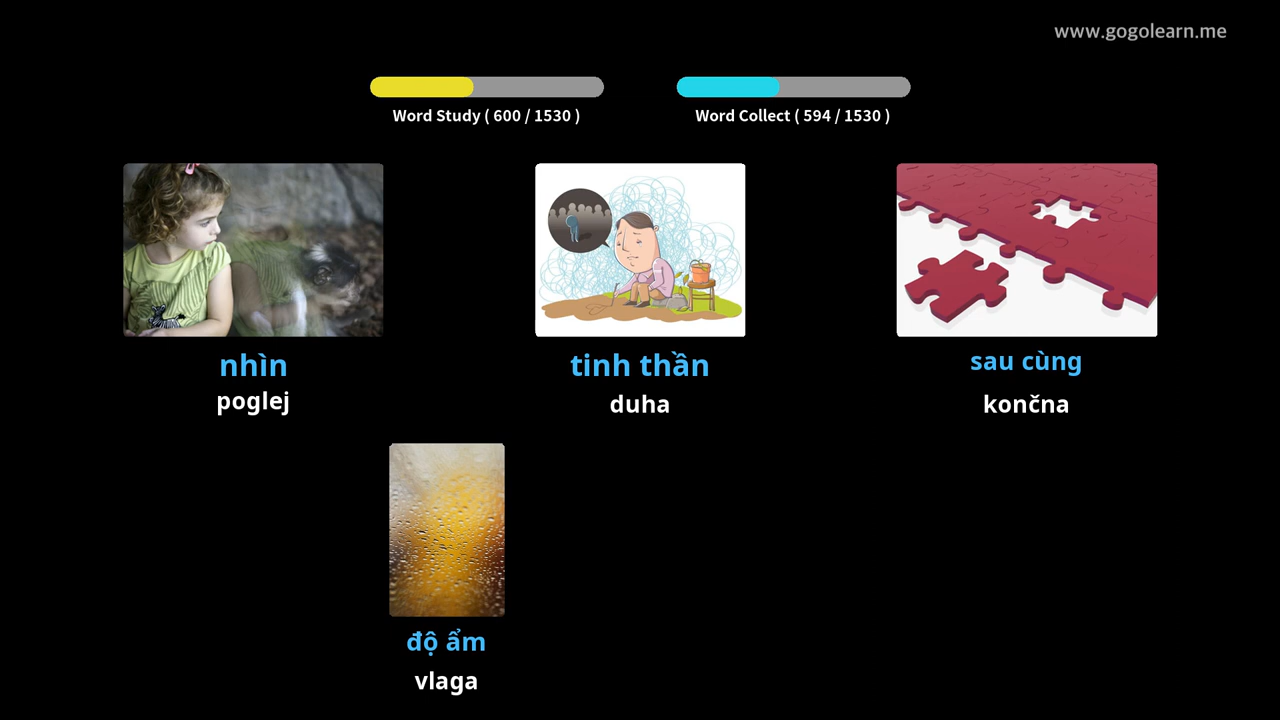 www.gogolearn.me
Word Study ( 600 / 1530 )
Word Collect ( 594 / 1530 )
nhìn
poglej
tinh thần
duha
sau cùng
končna
độ ẩm
vlaga